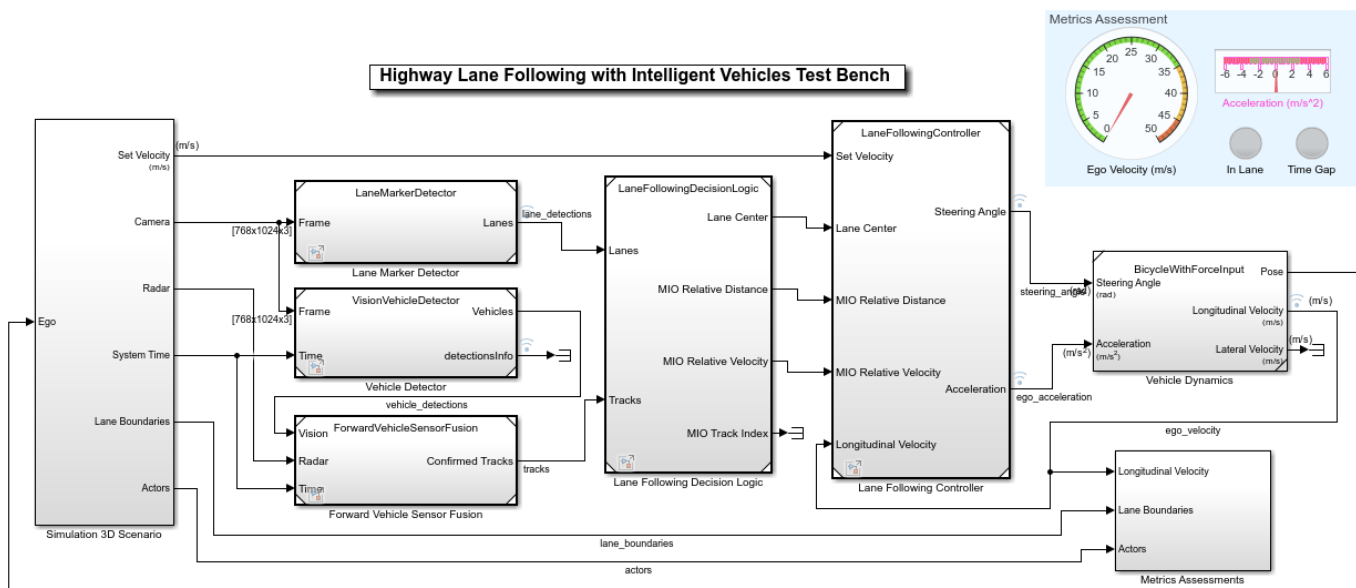 Metrics Assessment
0
5
10
15
20
25
30
35
40
45
50
Ego Velocity (m/s)
-6 -4 -2 0 2 4 6
Acceleration (m/s^2)
In Lane
Time Gap
Highway Lane Following with Intelligent Vehicles Test Bench
Ego
Set Velocity
(m/s)
Camera
Radar
System Time
Lane Boundaries
Actors
Simulation 3D Scenario
(m/s)
LaneMarkerDetector
Frame
Lanes
[768x1024x3]
Lane Marker Detector
lane_detections
VisionVehicleDetector
Frame
Vehicles
[768x1024x3]
Time
detectionsInfo
Vehicle Detector
vehicle_detections
ForwardVehicleSensorFusion
Vision
Radar
Confirmed Tracks
Time
Forward Vehicle Sensor Fusion
tracks
LaneFollowingDecisionLogic
Lanes
Tracks
Lane Center
MIO Relative Distance
MIO Relative Velocity
MIO Track Index
Lane Following Decision Logic
LaneFollowingController
Set Velocity
Lane Center
MIO Relative Distance
MIO Relative Velocity
Longitudinal Velocity
Steering Angle
Acceleration
Lane Following Controller
steering_angle
(rad)
ego_acceleration
(m/s²)
BicycleWithForceInput
Steering Angle
(rad)
Acceleration
(m/s²)
Pose
Longitudinal Velocity
(m/s)
Lateral Velocity
(m/s)
Vehicle Dynamics
(m/s)
(m/s)
ego_velocity
Longitudinal Velocity
Lane Boundaries
Actors
Metrics Assessments
lane_boundaries
actors